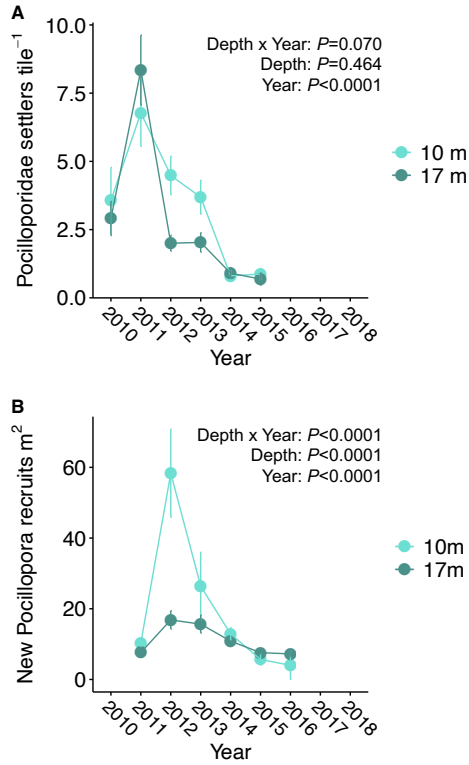 A
Pocilloporidae settlers tile⁻¹
10.0
7.5
5.0
2.5
0.0
Depth x Year: P=0.070
Depth: P=0.464
Year: P<0.0001
10 m
17 m
2010
2011
2012
2013
2014
2015
2016
2017
2018
Year
B
New Pocillopora recruits m²
60
40
20
0
Depth x Year: P<0.0001
Depth: P<0.0001
Year: P<0.0001
10m
17m
2010
2011
2012
2013
2014
2015
2016
2017
2018
Year